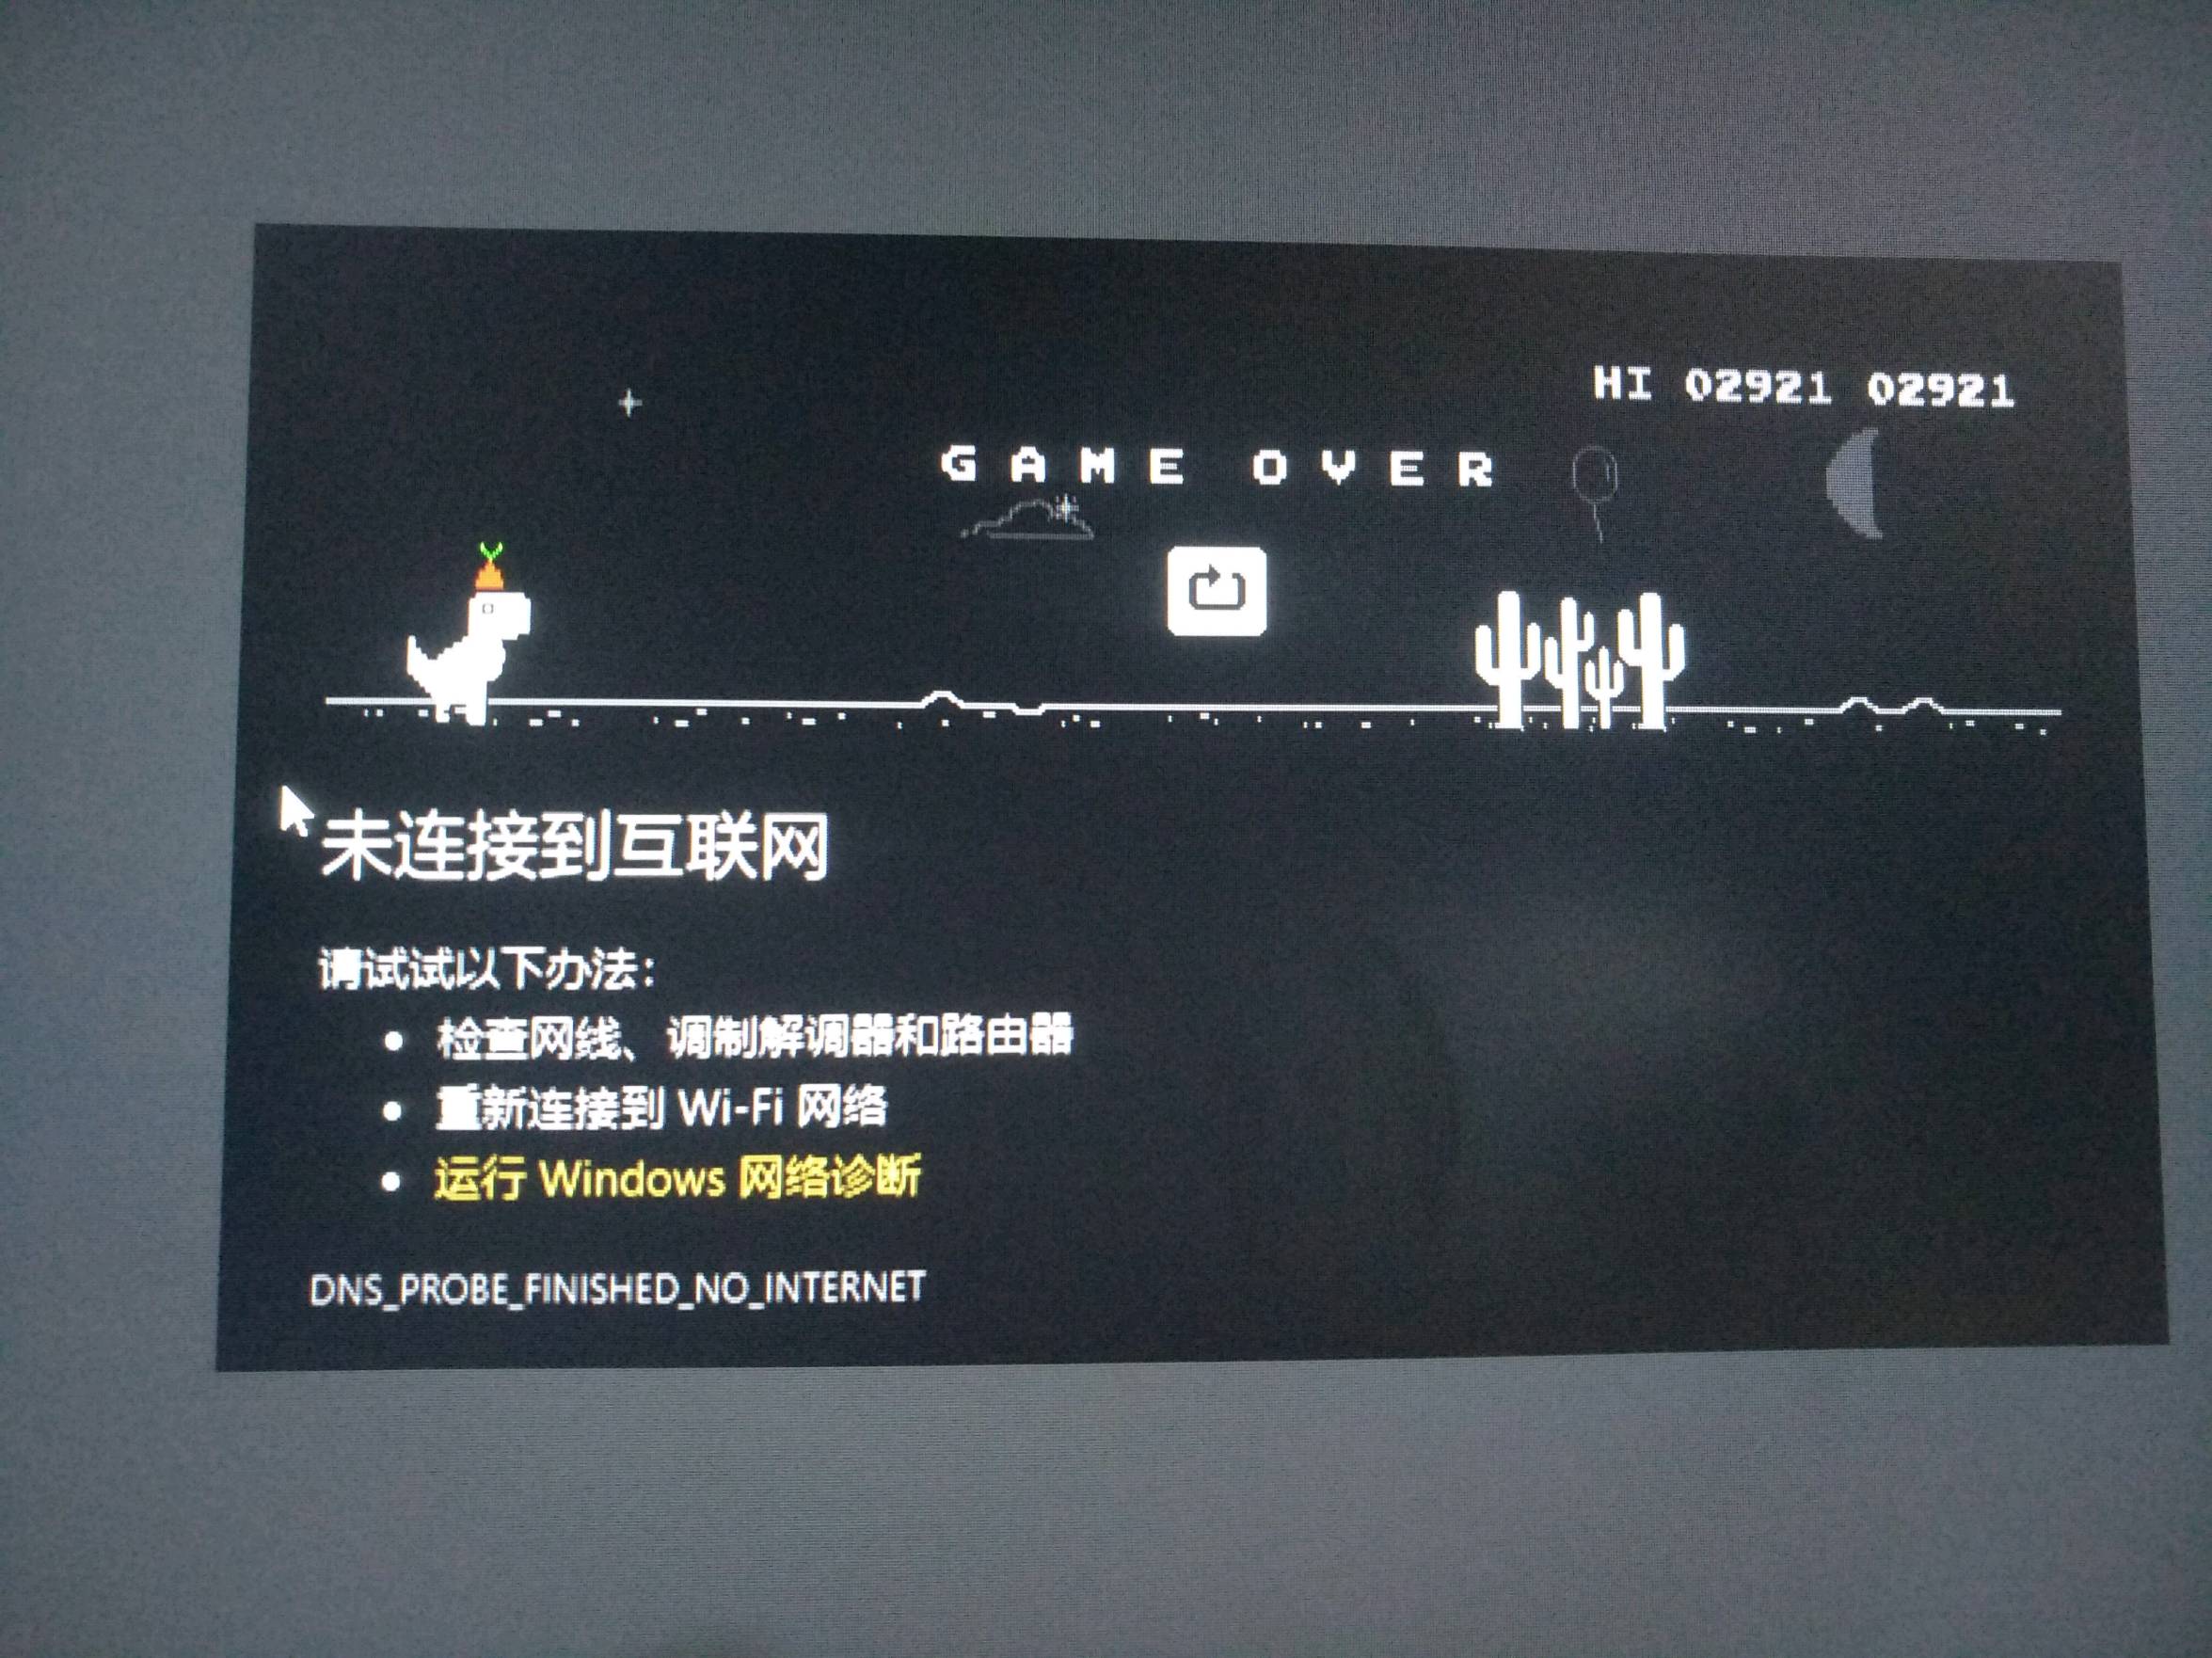 HI 02921 02921
GAME OVER
未连接到互联网
请试试以下办法：
• 检查网线、调制解调器和路由器
• 重新连接到 Wi-Fi 网络
• 运行 Windows 网络诊断
DNS_PROBE_FINISHED_NO_INTERNET